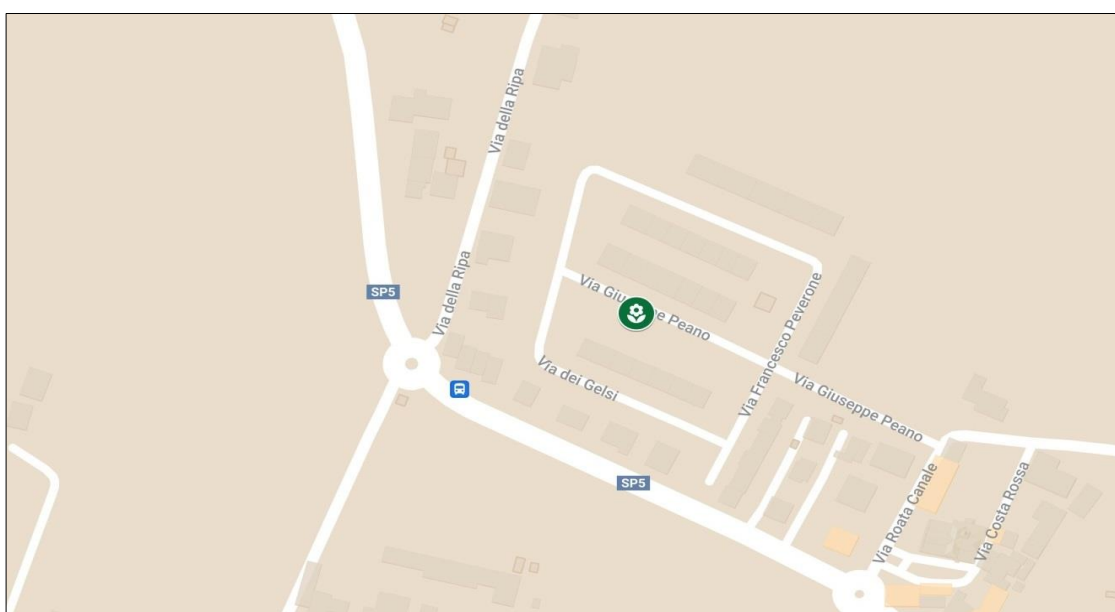 Via della Ripa
Via della Ripa
SP5
Via Giuseppe Peano
Via Francesco Peverone
Via dei Gelsi
Via Giuseppe Peano
SP5
Via Roata Canale
Via Costa Rossa